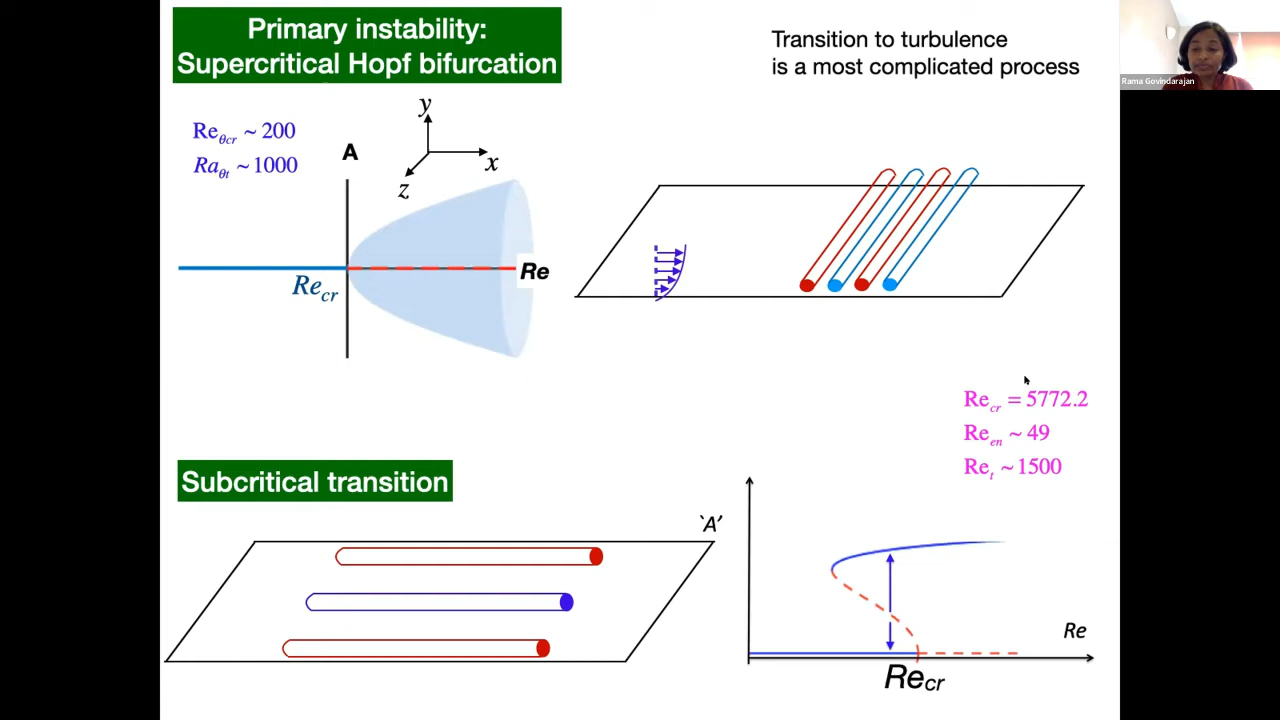 Primary instability:
Supercritical Hopf bifurcation
Transition to turbulence
is a most complicated process
Rama Govindarajan
Re_θcr ~ 200
Ra_θt ~ 1000
A
y
x
z
Re
Re_cr
Re_cr = 5772.2
Re_en ~ 49
Re_t ~ 1500
Subcritical transition
`A’
Re
Re_cr